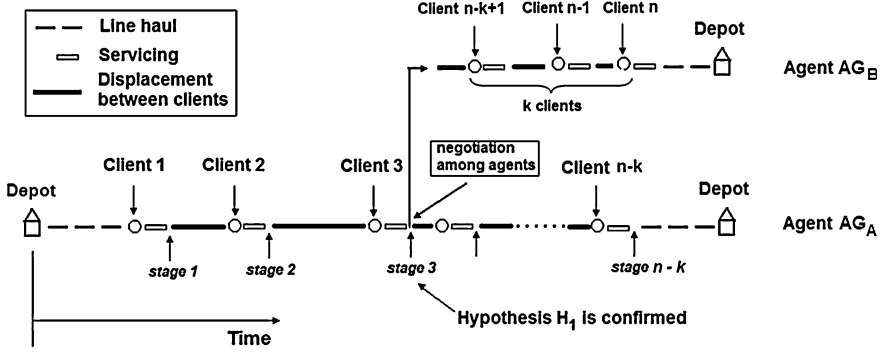 Line haul
Servicing
Displacement
between clients
Client n-k+1
Client n-1
Client n
Depot
Agent AG_B
k clients
negotiation
among agents
Client 1
Client 2
Client 3
Client n-k
Depot
Depot
Agent AG_A
stage 1
stage 2
stage 3
stage n - k
Time
Hypothesis H_1 is confirmed